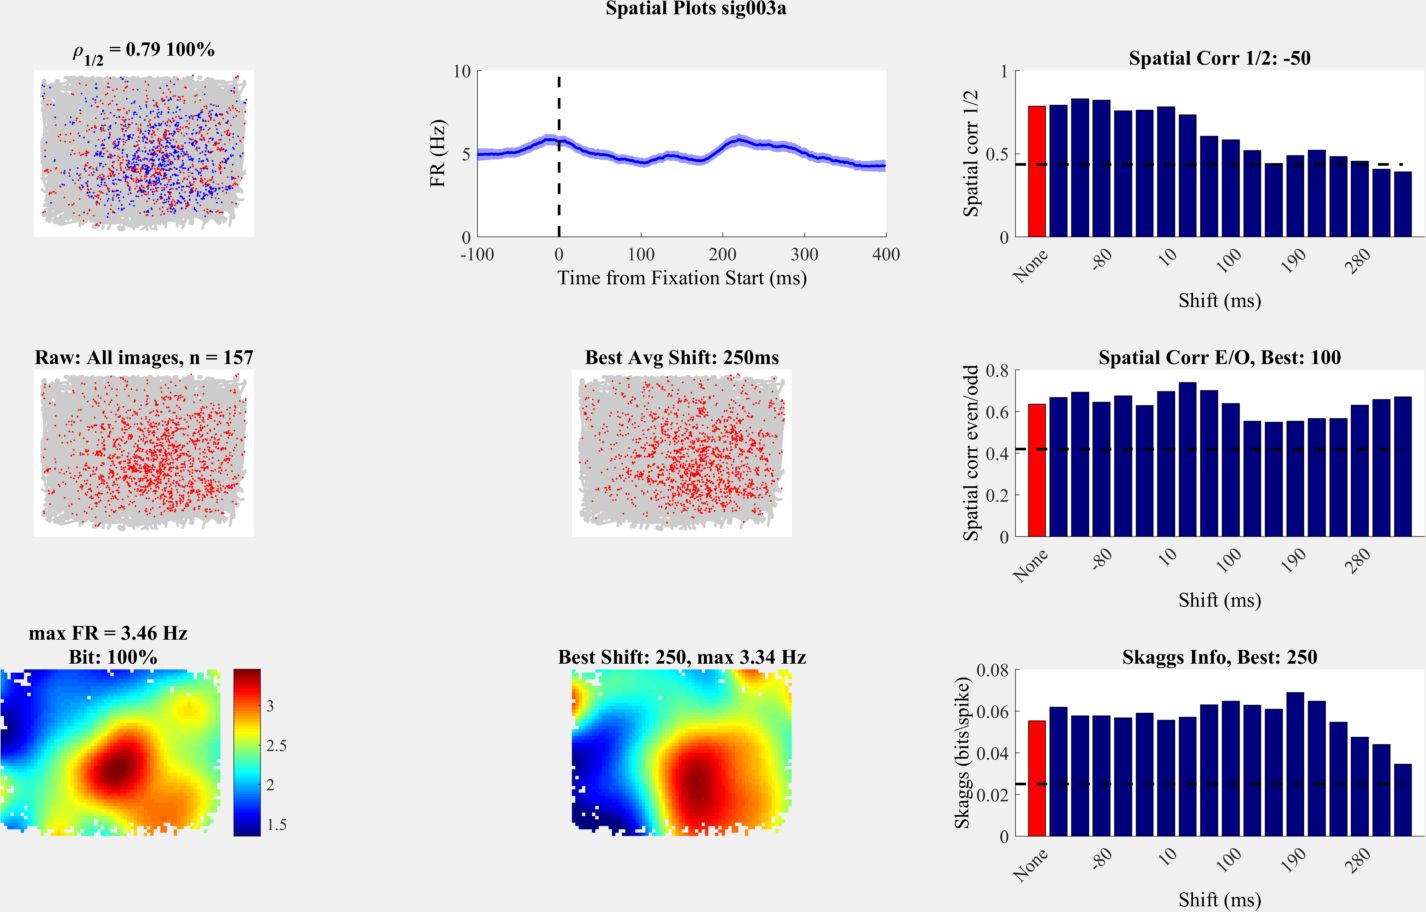 Spatial Plots sig003a
ρ1/2 = 0.79 100%
10
5
0
FR (Hz)
-100 0 100 200 300 400
Time from Fixation Start (ms)
Spatial Corr 1/2: -50
1
0.5
0
Spatial corr 1/2
None -80 10 100 190 280
Shift (ms)
Raw: All images, n = 157
Best Avg Shift: 250ms
Spatial Corr E/O, Best: 100
0.8
0.6
0.4
0.2
0
Spatial corr even/odd
None -80 10 100 190 280
Shift (ms)
max FR = 3.46 Hz
Bit: 100%
3
2.5
2
1.5
Best Shift: 250, max 3.34 Hz
Skaggs Info, Best: 250
0.08
0.06
0.04
0.02
0
Skaggs (bits\spike)
None -80 10 100 190 280
Shift (ms)